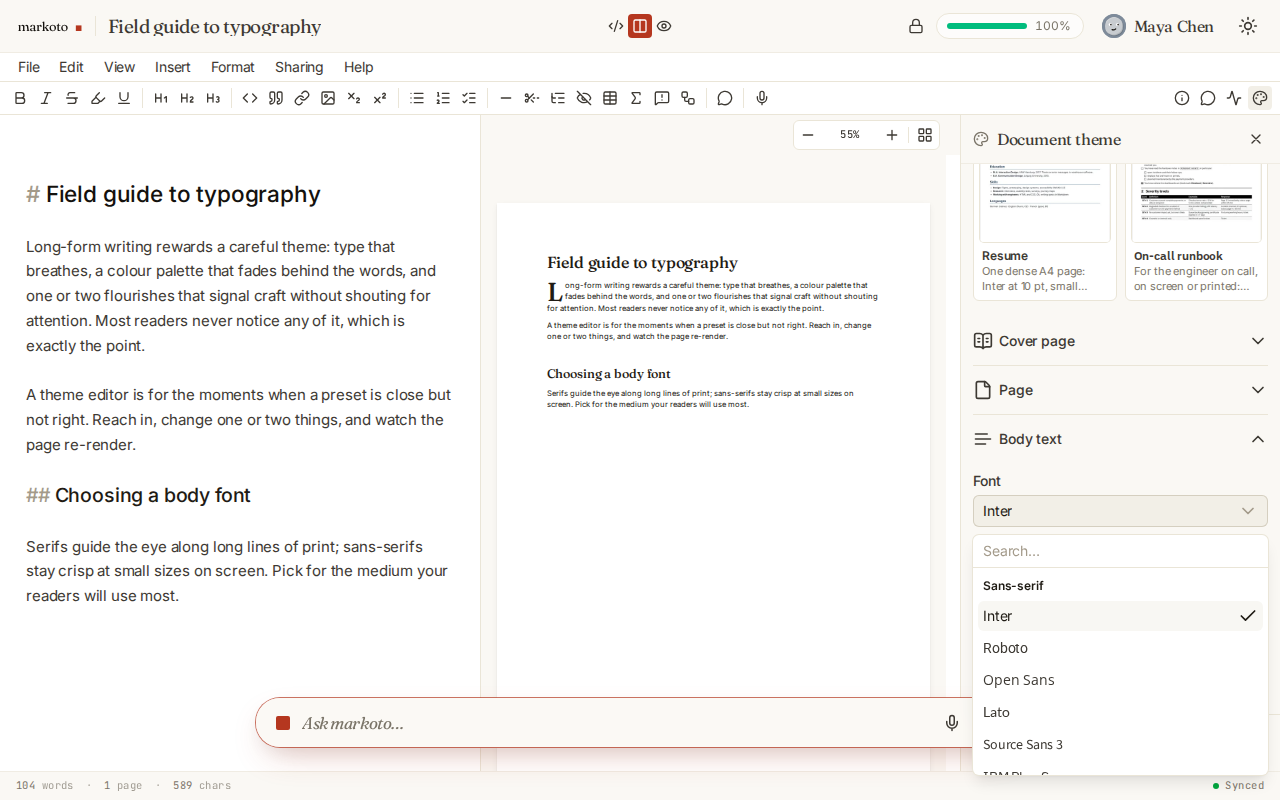 markoto
Field guide to typography
100%
Maya Chen
File Edit View Insert Format Sharing Help
H1 H2 H3
55%
Document theme
# Field guide to typography
Long-form writing rewards a careful theme: type that
breathes, a colour palette that fades behind the words, and
one or two flourishes that signal craft without shouting for
attention. Most readers never notice any of it, which is
exactly the point.
A theme editor is for the moments when a preset is close but
not right. Reach in, change one or two things, and watch the
page re-render.
## Choosing a body font
Serifs guide the eye along long lines of print; sans-serifs
stay crisp at small sizes on screen. Pick for the medium your
readers will use most.
Field guide to typography
Long-form writing rewards a careful theme: type that breathes, a colour palette that
fades behind the words, and one or two flourishes that signal craft without shouting
for attention. Most readers never notice any of it, which is exactly the point.
A theme editor is for the moments when a preset is close but not right. Reach in, change
one or two things, and watch the page re-render.
Choosing a body font
Serifs guide the eye along long lines of print; sans-serifs stay crisp at small sizes on
screen. Pick for the medium your readers will use most.
Resume
One dense A4 page:
Inter at 10 pt, small...
On-call runbook
For the engineer on call,
on screen or printed:...
Cover page
Page
Body text
Font
Inter
Search...
Sans-serif
Inter
Roboto
Open Sans
Lato
Source Sans 3
Ask markoto...
104 words · 1 page · 589 chars
Synced